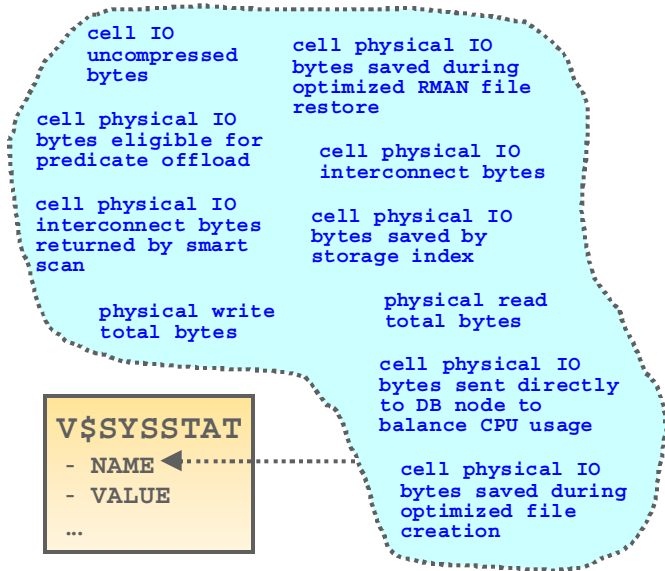 cell IO
uncompressed
bytes
cell physical IO
bytes saved during
optimized RMAN file
restore
cell physical IO
bytes eligible for
predicate offload
cell physical IO
interconnect bytes
cell physical IO
interconnect bytes
returned by smart
scan
cell physical IO
bytes saved by
storage index
physical write
total bytes
physical read
total bytes
cell physical IO
bytes sent directly
to DB node to
balance CPU usage
cell physical IO
bytes saved during
optimized file
creation
V$SYSSTAT
- NAME
- VALUE
…